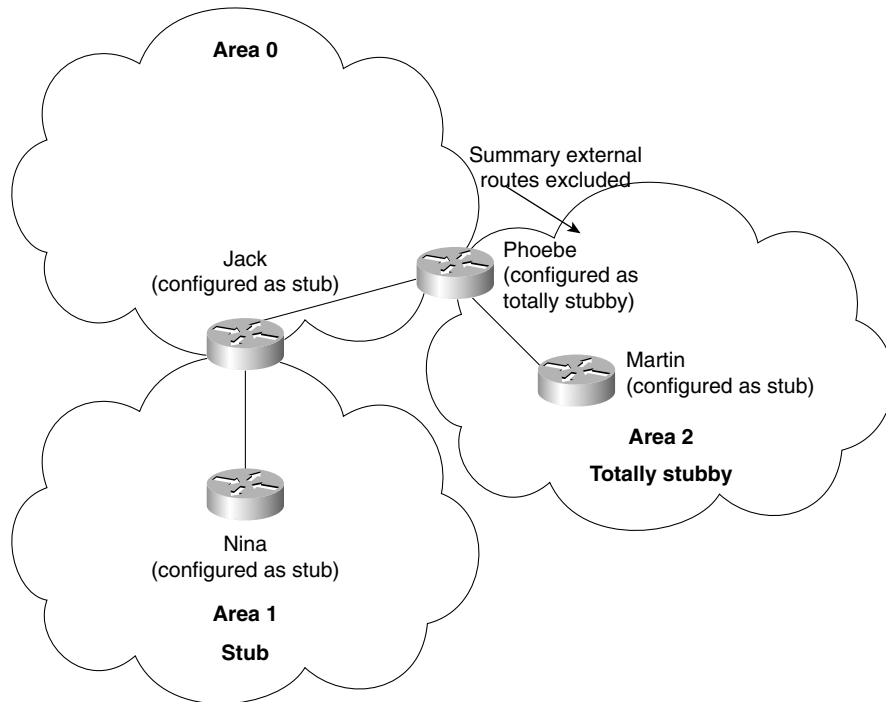 Area 0
Summary external
routes excluded
Jack
(configured as stub)
Phoebe
(configured as
totally stubby)
Martin
(configured as stub)
Area 2
Totally stubby
Nina
(configured as stub)
Area 1
Stub